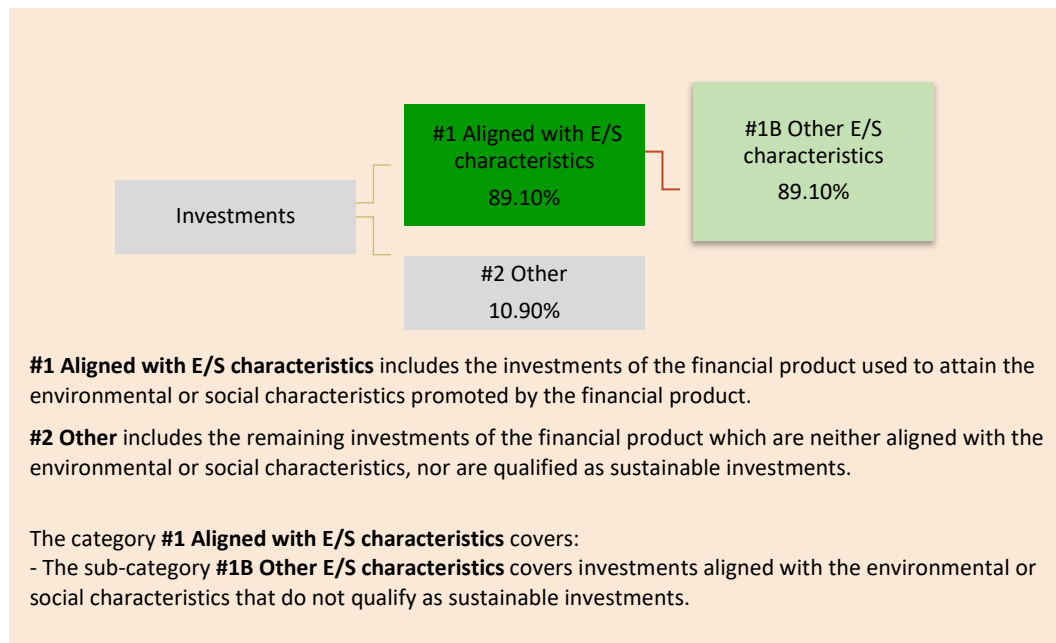 #1 Aligned with E/S
characteristics
89.10%
#1B Other E/S
characteristics
89.10%
Investments
#2 Other
10.90%
#1 Aligned with E/S characteristics includes the investments of the financial product used to attain the
environmental or social characteristics promoted by the financial product.
#2 Other includes the remaining investments of the financial product which are neither aligned with the
environmental or social characteristics, nor are qualified as sustainable investments.
The category #1 Aligned with E/S characteristics covers:
- The sub-category #1B Other E/S characteristics covers investments aligned with the environmental or
social characteristics that do not qualify as sustainable investments.